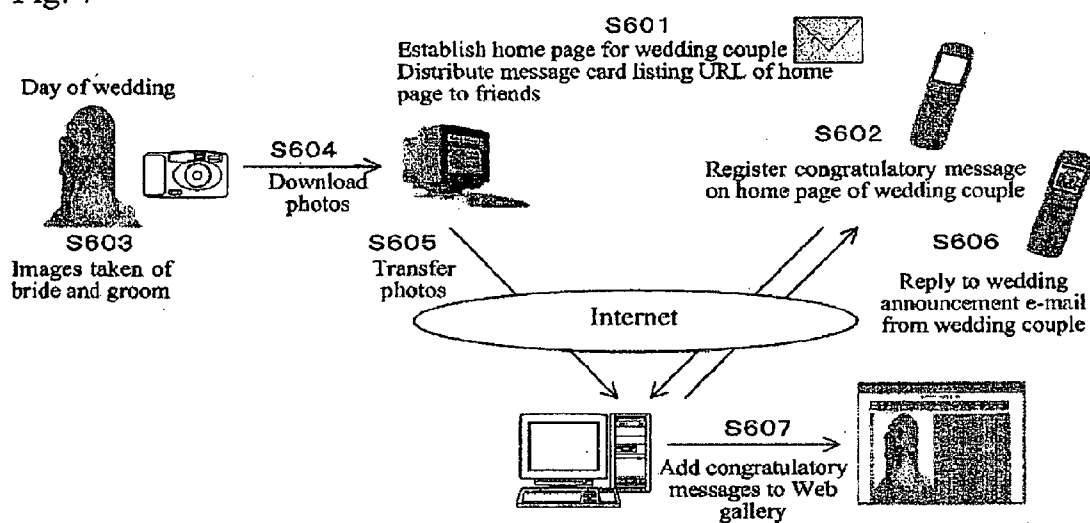 S601
Establish home page for wedding couple
Distribute message card listing URL of home
page to friends
Day of wedding
S604
Download
photos
S602
Register congratulatory message
on home page of wedding couple
S603
Images taken of
bride and groom
S605
Transfer
photos
S606
Reply to wedding
announcement e-mail
from wedding couple
Internet
S607
Add congratulatory
messages to Web
gallery